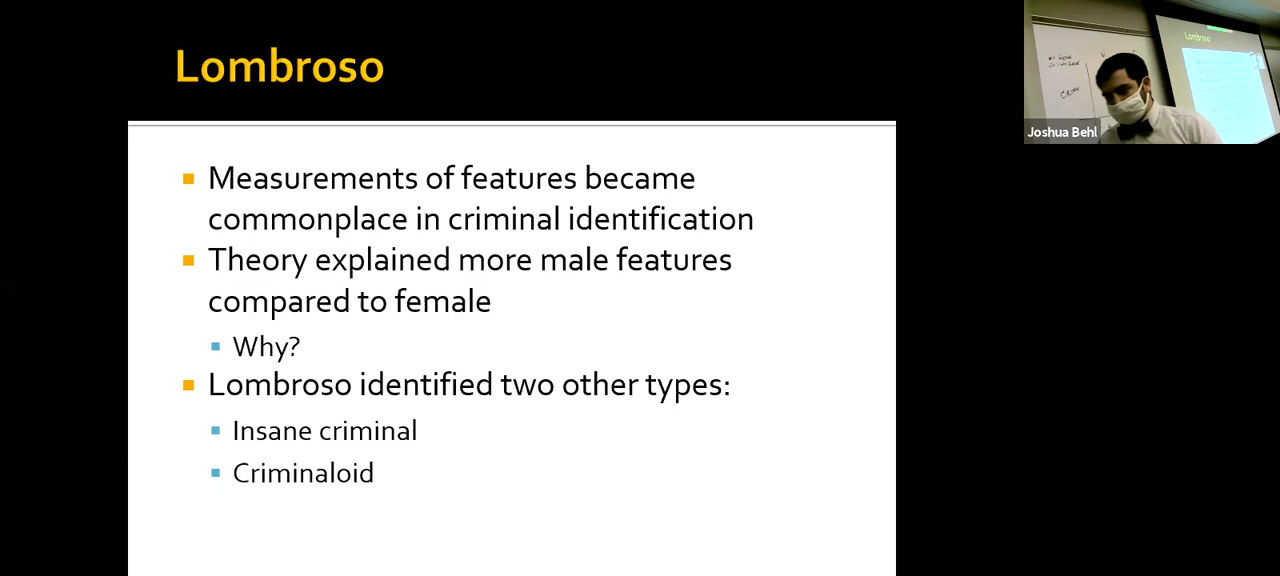 Lombroso
Measurements of features became
commonplace in criminal identification
Theory explained more male features
compared to female
Why?
Lombroso identified two other types:
Insane criminal
Criminaloid
Joshua Behl
Lombroso